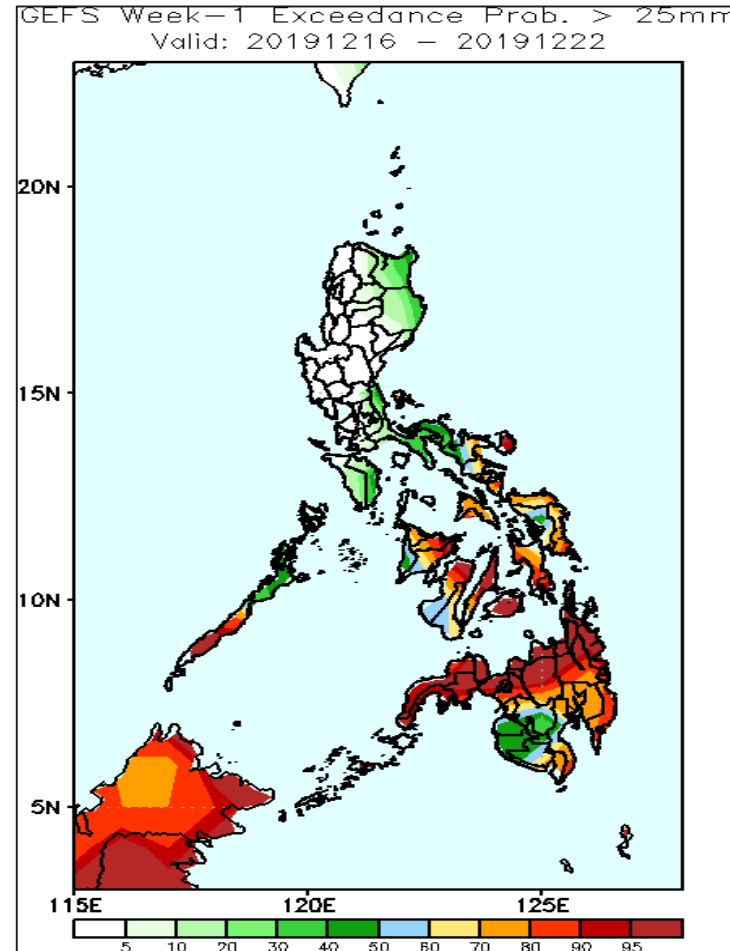 GEFS Week-1 Exceedance Prob. > 25mm
Valid: 20191216 - 20191222
20N
15N
10N
5N
115E 120E 125E
5 10 20 30 40 50 60 70 80 90 95